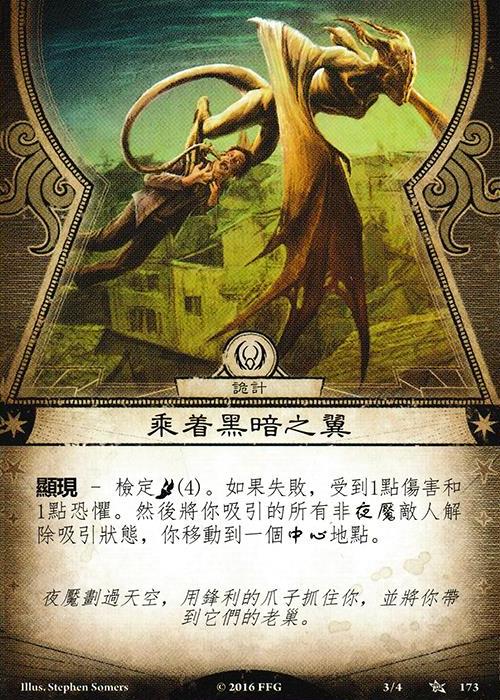 詭計
乘着黑暗之翼
顯現 – 檢定(4)。如果失敗，受到1點傷害和
1點恐懼。然後將你吸引的所有非夜魘敵人解
除吸引狀態，你移動到一個中心地點。
夜魘劃過天空，用鋒利的爪子抓住你，並將你帶
到它們的老巢。
Illus. Stephen Somers © 2016 FFG 3/4 173